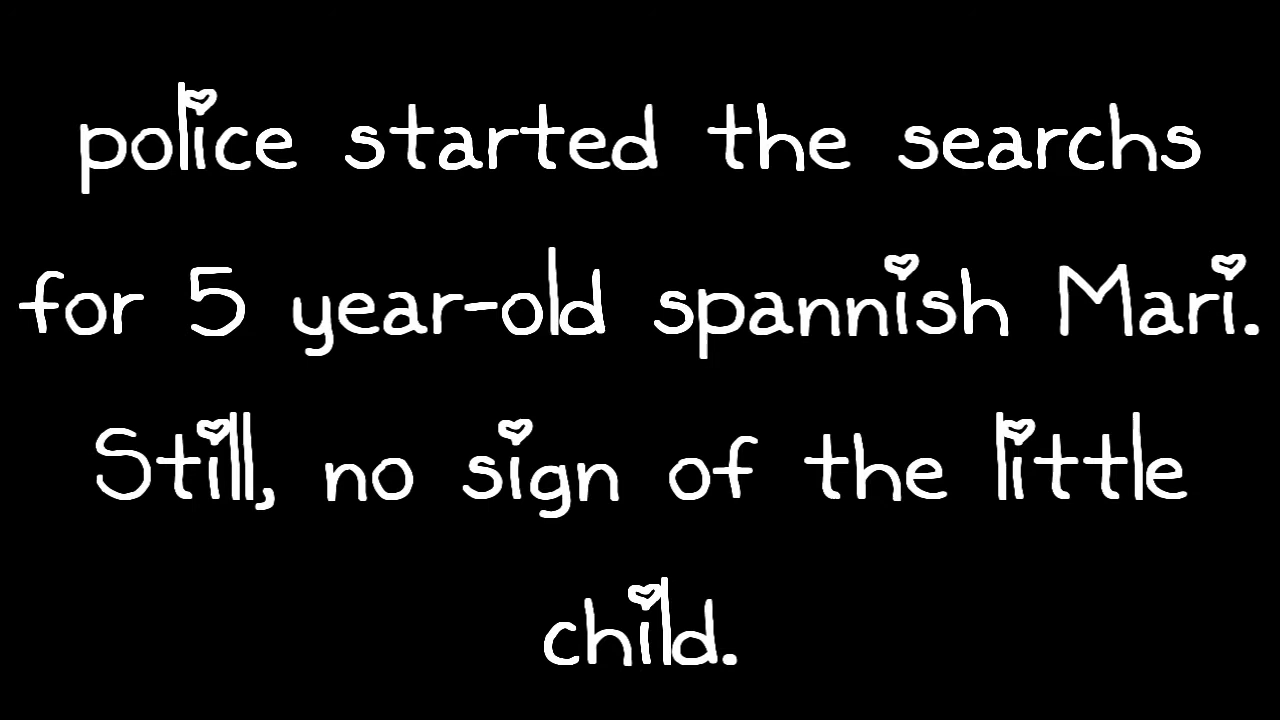 police started the searchs
for 5 year-old spannish Mari.
Still, no sign of the little
child.